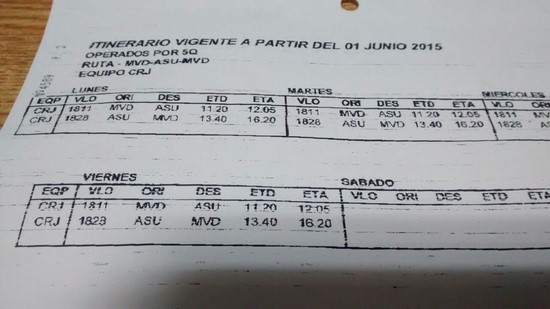 ITINERARIO VIGENTE A PARTIR DEL 01 JUNIO 2015
OPERADOS POR 5Q
RUTA - MVD-ASU-MVD
EQUIPO CRJ
LUNES MARTES MIERCOLES
EQP VLO ORI DES ETD ETA VLO ORI DES ETD ETA VLO ORI
CRJ 1811 MVD ASU 11.20 12.05 1811 MVD ASU 11.20 12.05 1811
CRJ 1828 ASU MVD 13.40 16.20 1828 ASU MVD 13.40 16.20 1828
VIERNES SABADO
EQP VLO ORI DES ETD ETA VLO ORI DES ETD ETA
CRJ 1811 MVD ASU 11.20 12.05
CRJ 1828 ASU MVD 13.40 16.20